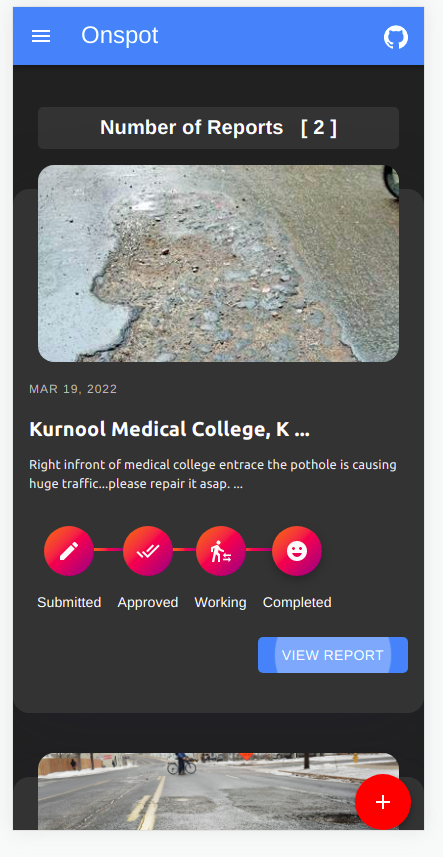 Onspot
Number of Reports [ 2 ]
MAR 19, 2022
Kurnool Medical College, K ...
Right infront of medical college entrace the pothole is causing
huge traffic...please repair it asap. ...
Submitted Approved Working Completed
VIEW REPORT